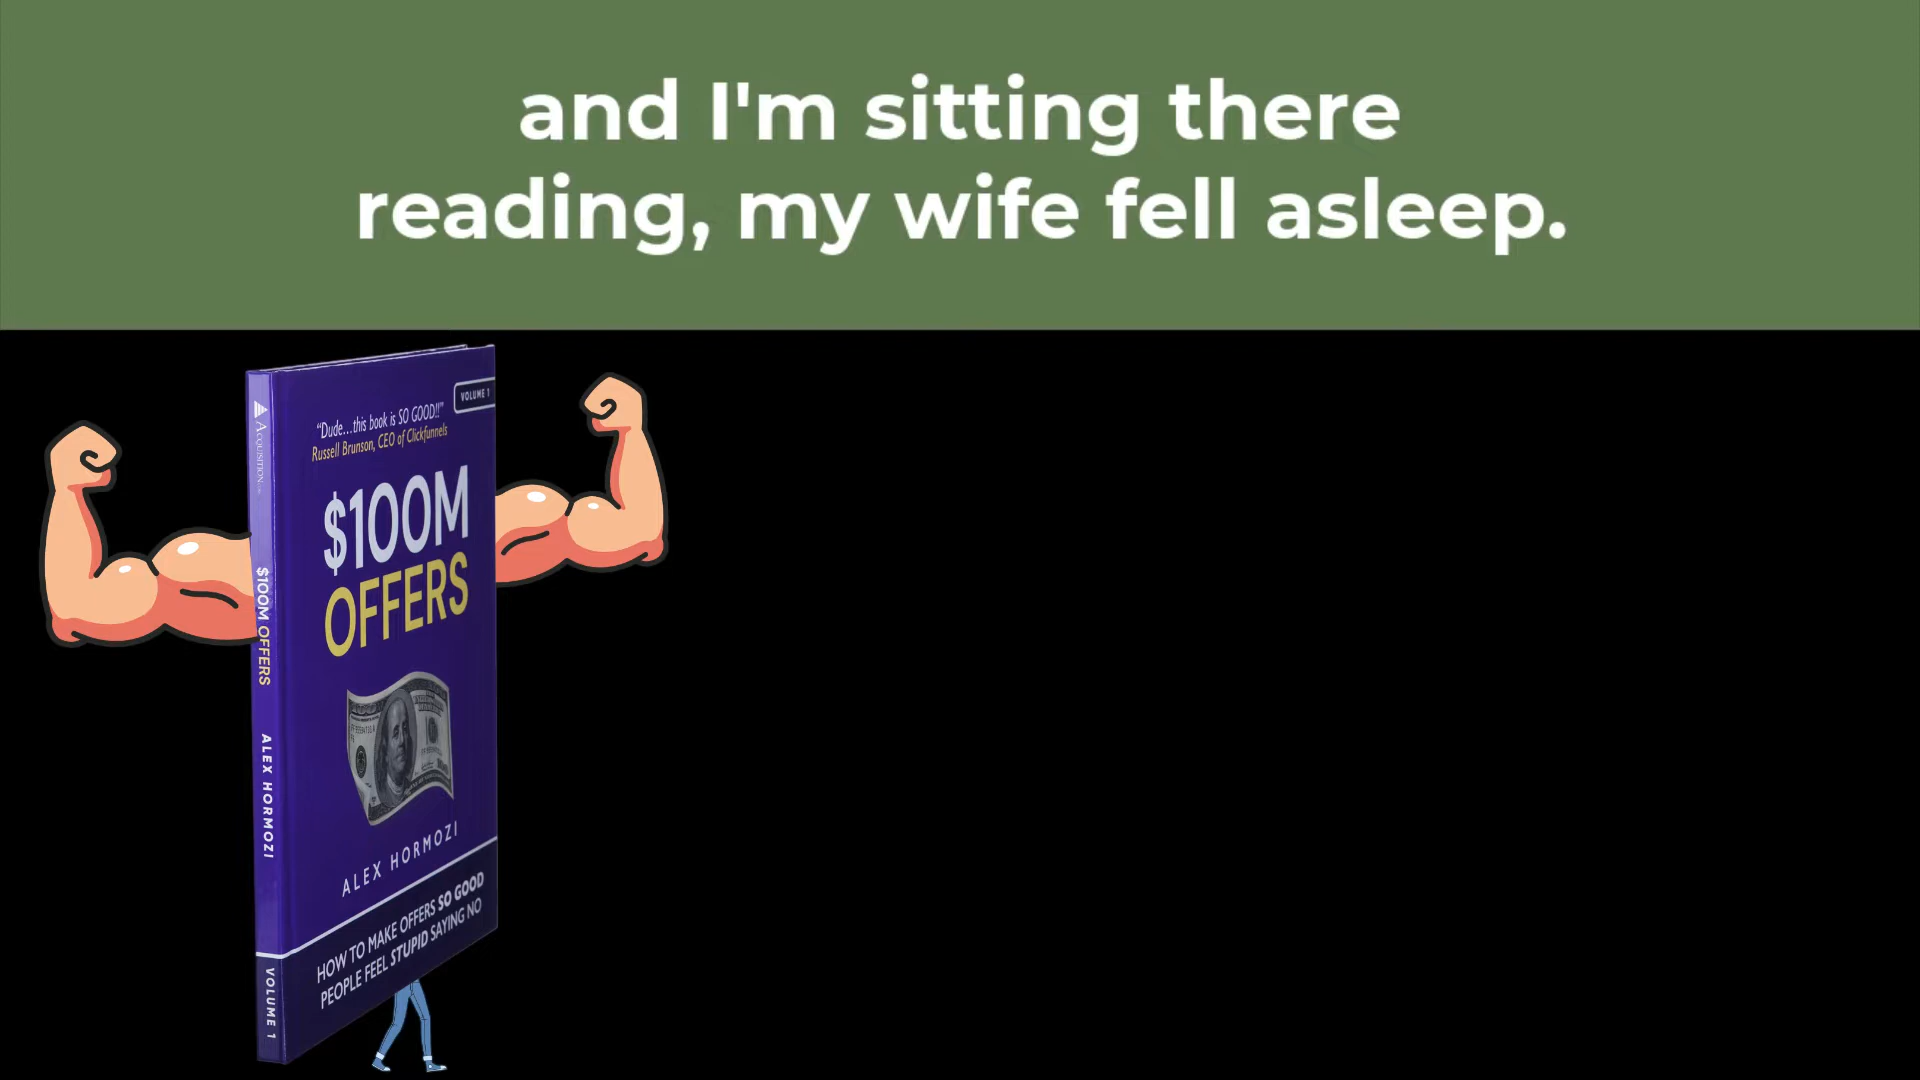 and I'm sitting there
reading, my wife fell asleep.
VOLUME 1
"Dude...this book is SO GOOD!!"
Russell Brunson, CEO of Clickfunnels
$100M
OFFERS
ALEX HORMOZI
HOW TO MAKE OFFERS SO GOOD
PEOPLE FEEL STUPID SAYING NO
ACQUISITION
$100M OFFERS
ALEX HORMOZI
VOLUME 1